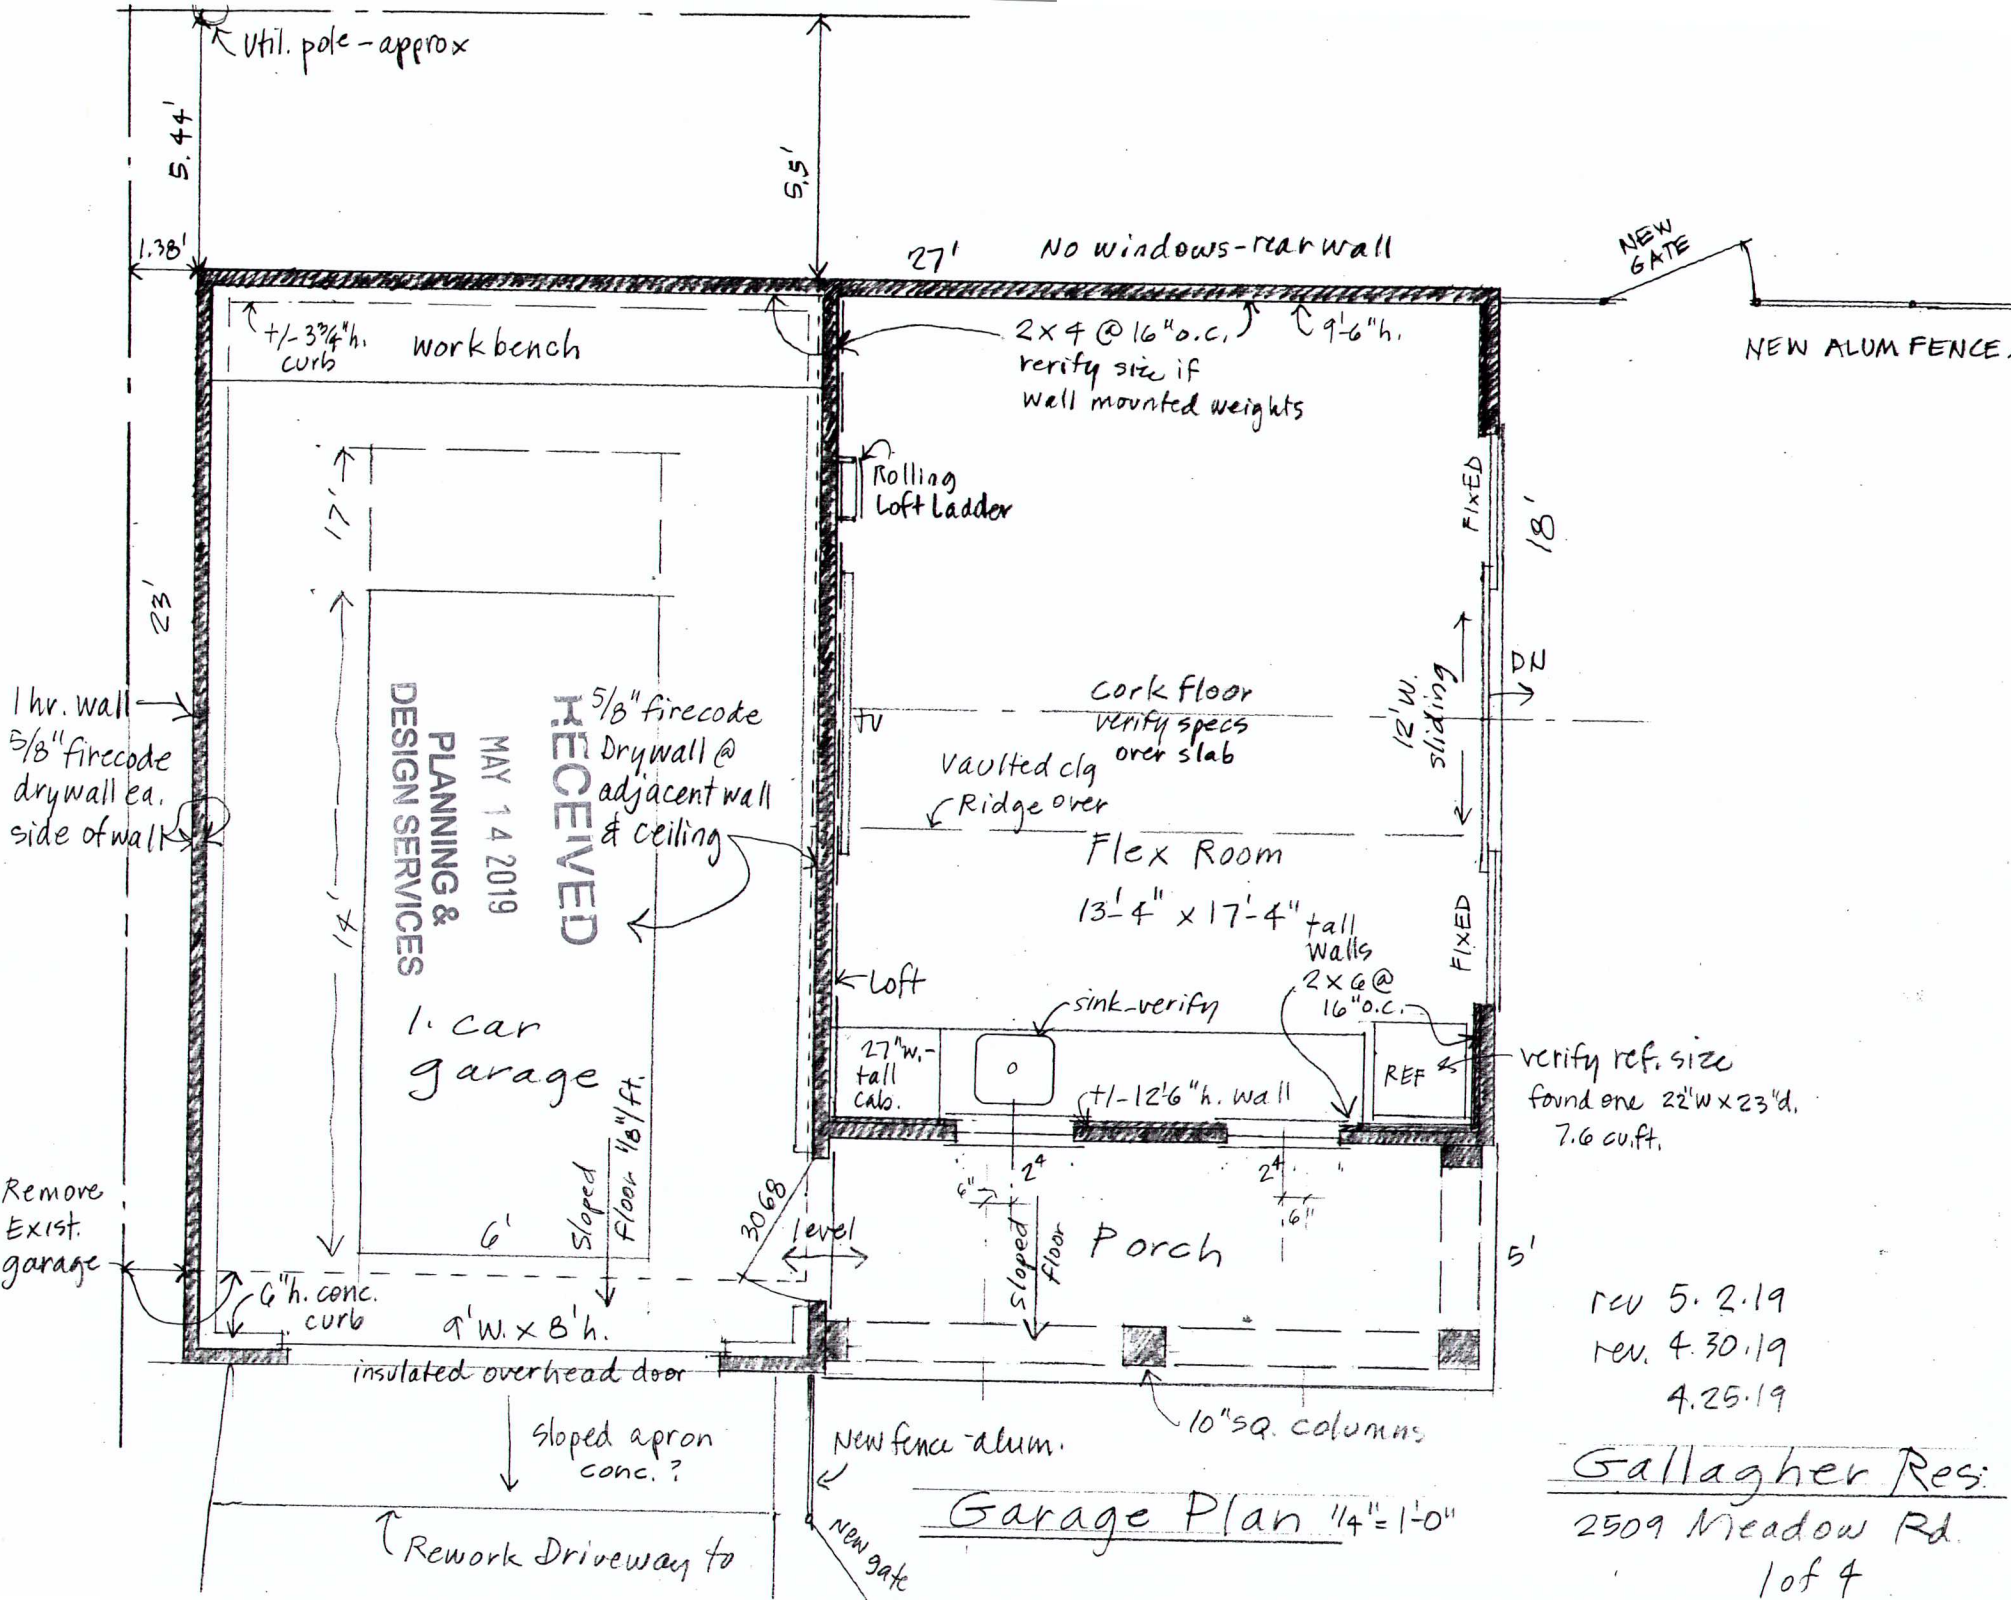 Util. pole - approx
5.44'
5.5'
1.38'
27'
No windows - rear wall
NEW
GATE
+/- 3 3/4" h.
curb
workbench
2x4 @ 16" o.c.
verify size if
wall mounted weights
9'-6" h.
NEW ALUM FENCE.
Rolling
Loft Ladder
FIXED
18'
17'
23'
1 hr. wall
5/8" firecode
drywall ea.
side of wall
RECEIVED
MAY 14 2019
PLANNING &
DESIGN SERVICES
5/8" firecode
Drywall @
adjacent wall
& ceiling
TV
cork floor
verify specs
over slab
12' W.
sliding
DN
Vaulted clg
Ridge over
Flex Room
13'-4" x 17'-4"
tall
walls
2x6 @
16" o.c.
FIXED
14'
Loft
sink-verify
1. car
garage
27" w.-
tall
cab.
REF
verify ref. size
found one 22"w x 23"d.
7.6 cu.ft.
+/- 12'6" h. wall
Sloped
floor 1/8"/ft.
3068
level
6"
2⁴
2⁴
6"
Sloped
floor
Porch
5'
Remove
Exist.
garage
6'
6" h. conc.
curb
9' W. x 8' h.
insulated overhead door
rev 5.2.19
rev. 4.30.19
4.25.19
sloped apron
conc.?
New fence - alum.
10" SQ. columns
Gallagher Res.
2509 Meadow Rd.
1 of 4
Garage Plan 1/4" = 1'-0"
Rework Driveway to
New gate